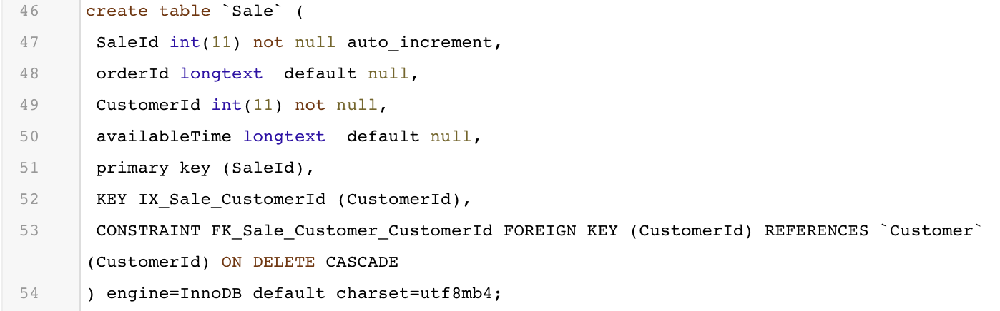 46 create table `Sale` (
47 SaleId int(11) not null auto_increment,
48 orderId longtext  default null,
49 CustomerId int(11) not null,
50 availableTime longtext  default null,
51 primary key (SaleId),
52 KEY IX_Sale_CustomerId (CustomerId),
53 CONSTRAINT FK_Sale_Customer_CustomerId FOREIGN KEY (CustomerId) REFERENCES `Customer`
(CustomerId) ON DELETE CASCADE
54 ) engine=InnoDB default charset=utf8mb4;